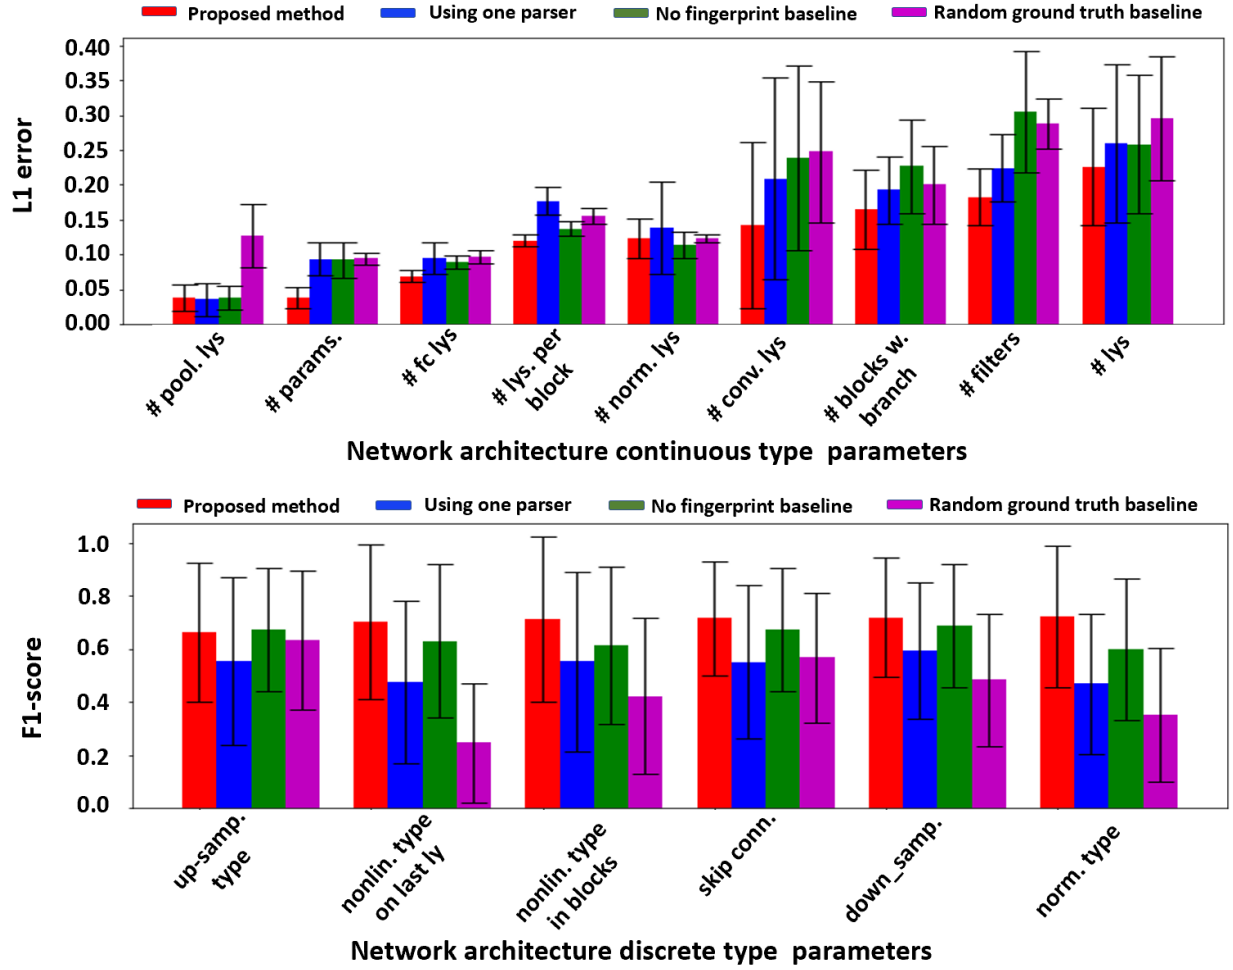 Proposed method Using one parser No fingerprint baseline Random ground truth baseline
0.40
0.35
0.30
0.25
0.20
0.15
0.10
0.05
0.00
L1 error
# pool. lys
# params.
# fc lys
# lys. per
block
# norm. lys
# conv. lys
# blocks w.
branch
# filters
# lys
Network architecture continuous type parameters
Proposed method Using one parser No fingerprint baseline Random ground truth baseline
1.0
0.8
0.6
0.4
0.2
0.0
F1-score
up-samp.
type
nonlin. type
on last ly
nonlin. type
in blocks
skip conn.
down_samp.
norm. type
Network architecture discrete type parameters